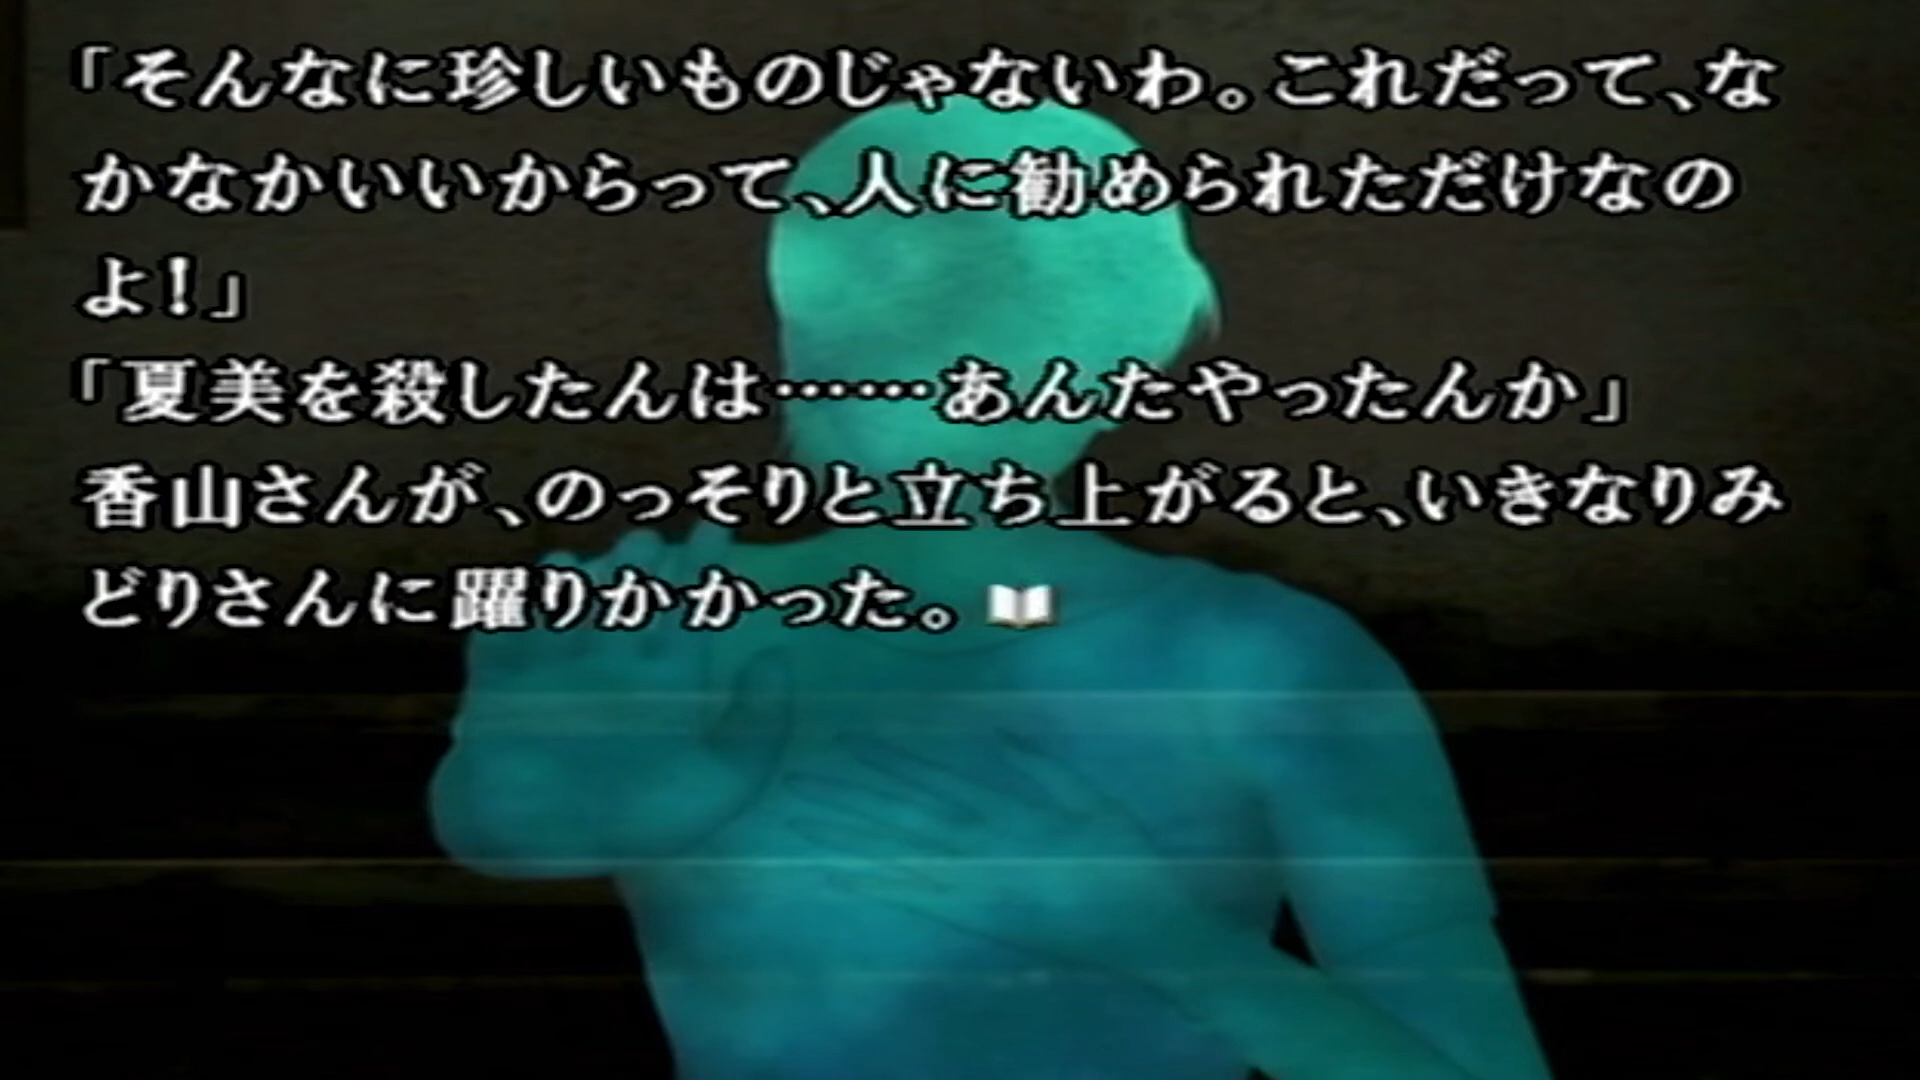 「そんなに珍しいものじゃないわ。これだって、な
かなかいいからって、人に勧められただけなの
よ！」
「夏美を殺したんは……あんたやったんか」
香山さんが、のっそりと立ち上がると、いきなりみ
どりさんに躍りかかった。